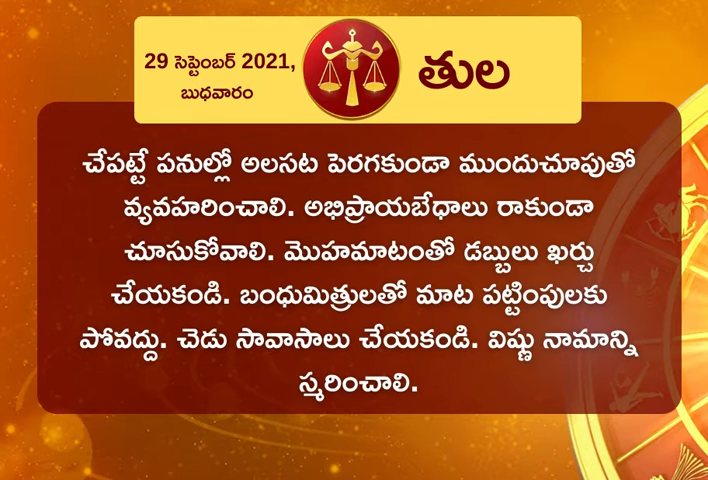 29 సెప్టెంబర్ 2021,
బుధవారం
తుల
చేపట్టే పనుల్లో అలసట పెరగకుండా ముందుచూపుతో
వ్యవహరించాలి. అభిప్రాయబేధాలు రాకుండా
చూసుకోవాలి. మొహమాటంతో డబ్బులు ఖర్చు
చేయకండి. బంధుమిత్రులతో మాట పట్టింపులకు
పోవద్దు. చెడు సావాసాలు చేయకండి. విష్ణు నామాన్ని
స్మరించాలి.